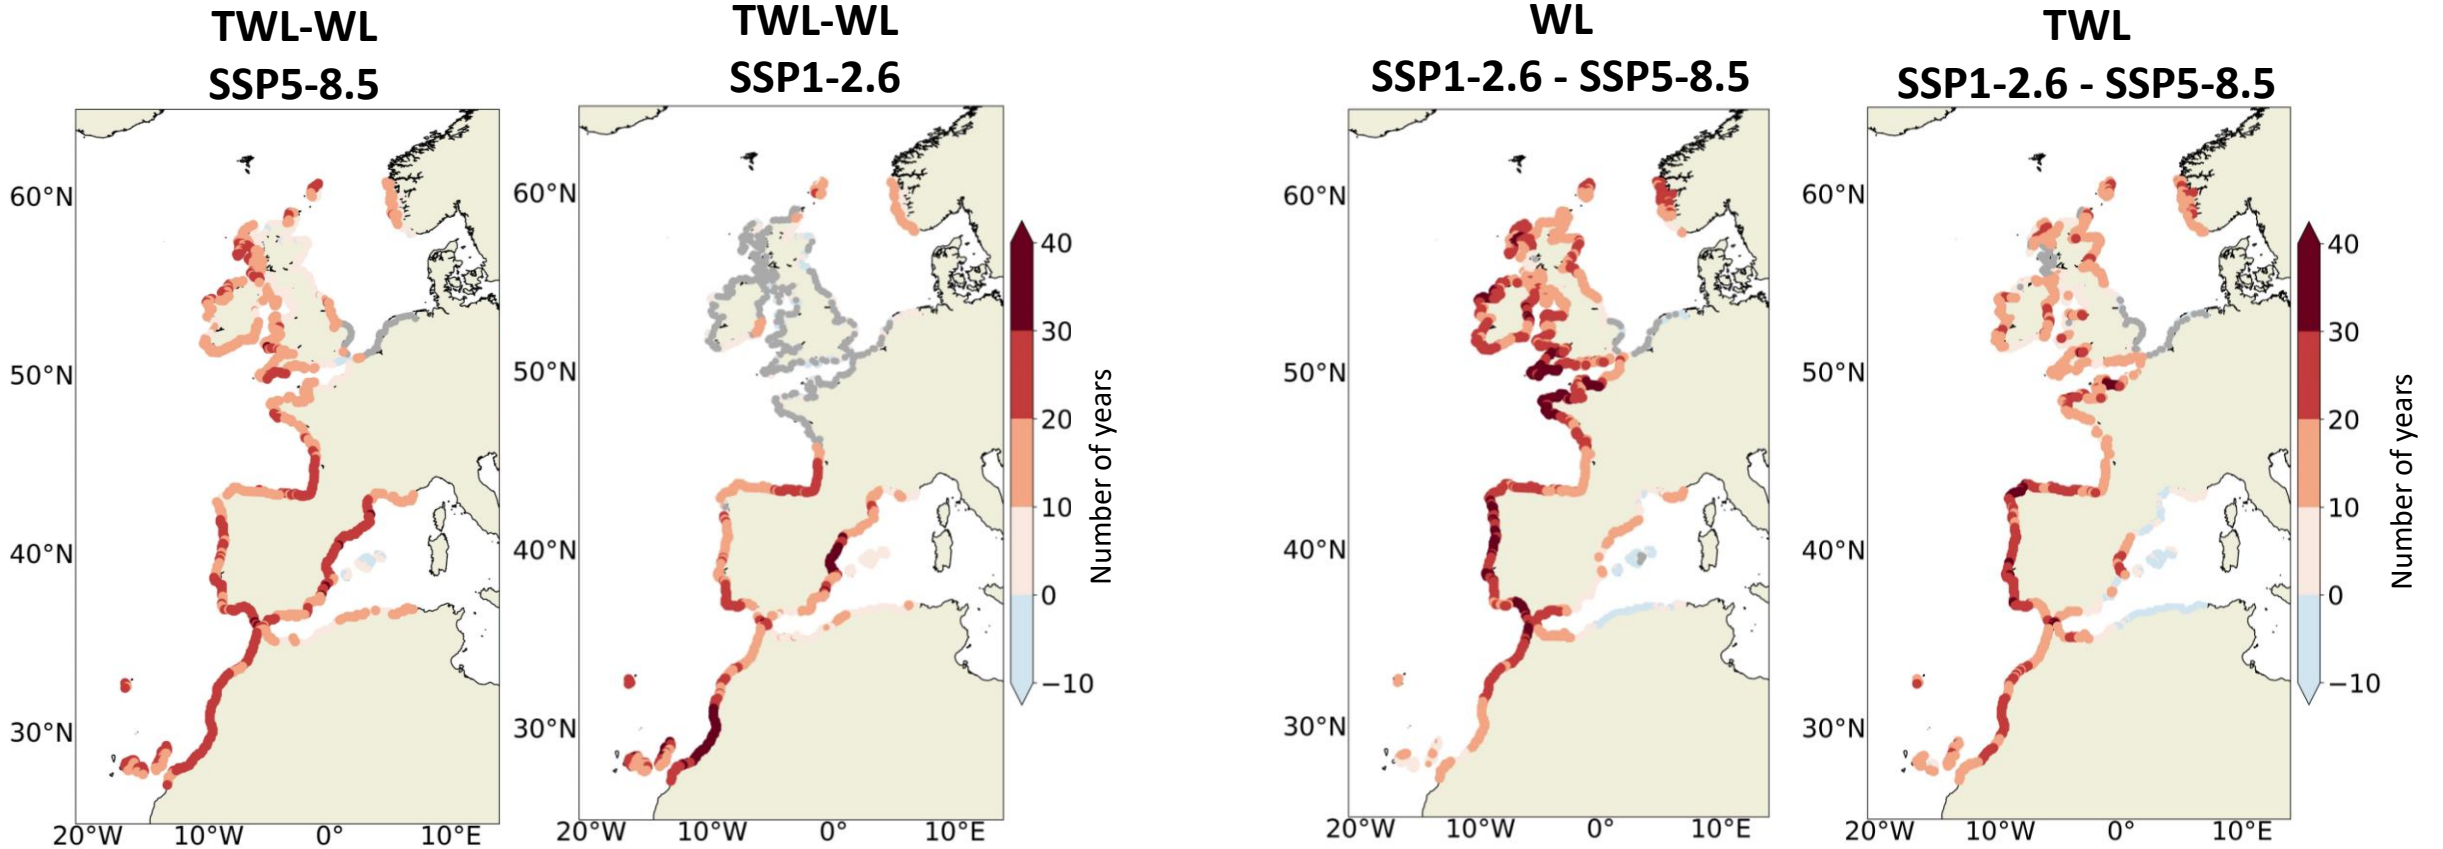 TWL-WL
SSP5-8.5
60°N
50°N
40°N
30°N
20°W 10°W 0° 10°E
TWL-WL
SSP1-2.6
60°N
50°N
40°N
30°N
20°W 10°W 0° 10°E
40
30
20
10
0
−10
Number of years
WL
SSP1-2.6 - SSP5-8.5
60°N
50°N
40°N
30°N
20°W 10°W 0° 10°E
TWL
SSP1-2.6 - SSP5-8.5
60°N
50°N
40°N
30°N
20°W 10°W 0° 10°E
40
30
20
10
0
−10
Number of years